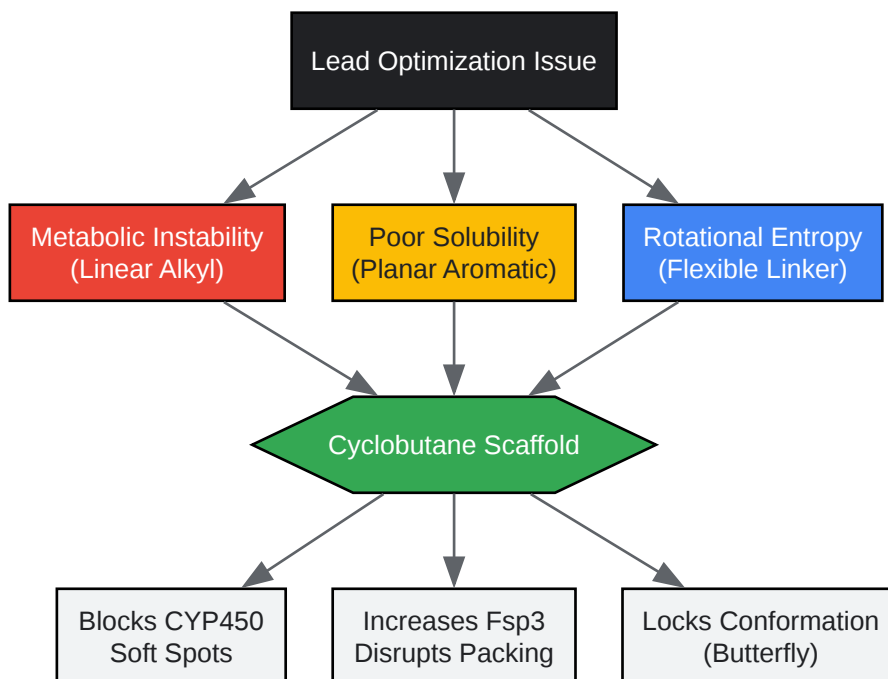 Lead Optimization Issue
Metabolic Instability
(Linear Alkyl)
Poor Solubility
(Planar Aromatic)
Rotational Entropy
(Flexible Linker)
Cyclobutane Scaffold
Blocks CYP450
Soft Spots
Increases Fsp3
Disrupts Packing
Locks Conformation
(Butterfly)